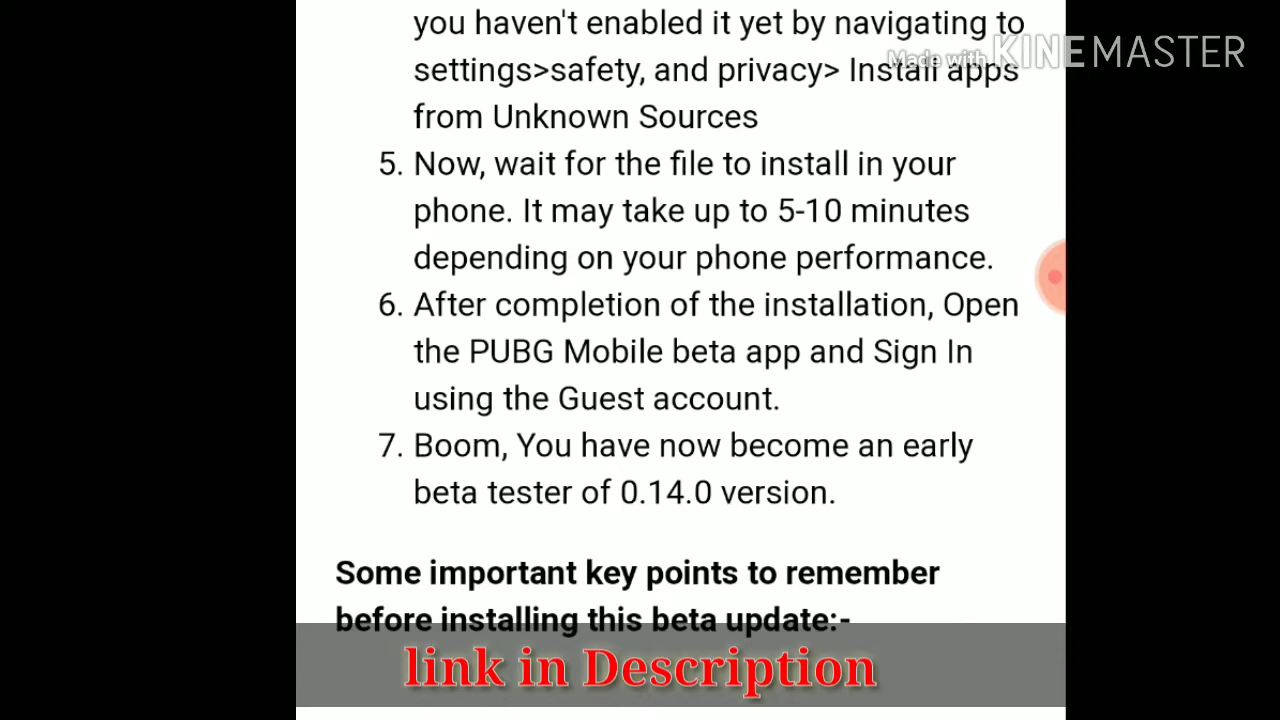 you haven't enabled it yet by navigating to
Made with KINEMASTER
settings>safety, and privacy> Install apps
from Unknown Sources
5. Now, wait for the file to install in your
phone. It may take up to 5-10 minutes
depending on your phone performance.
6. After completion of the installation, Open
the PUBG Mobile beta app and Sign In
using the Guest account.
7. Boom, You have now become an early
beta tester of 0.14.0 version.
Some important key points to remember
before installing this beta update:-
link in Description